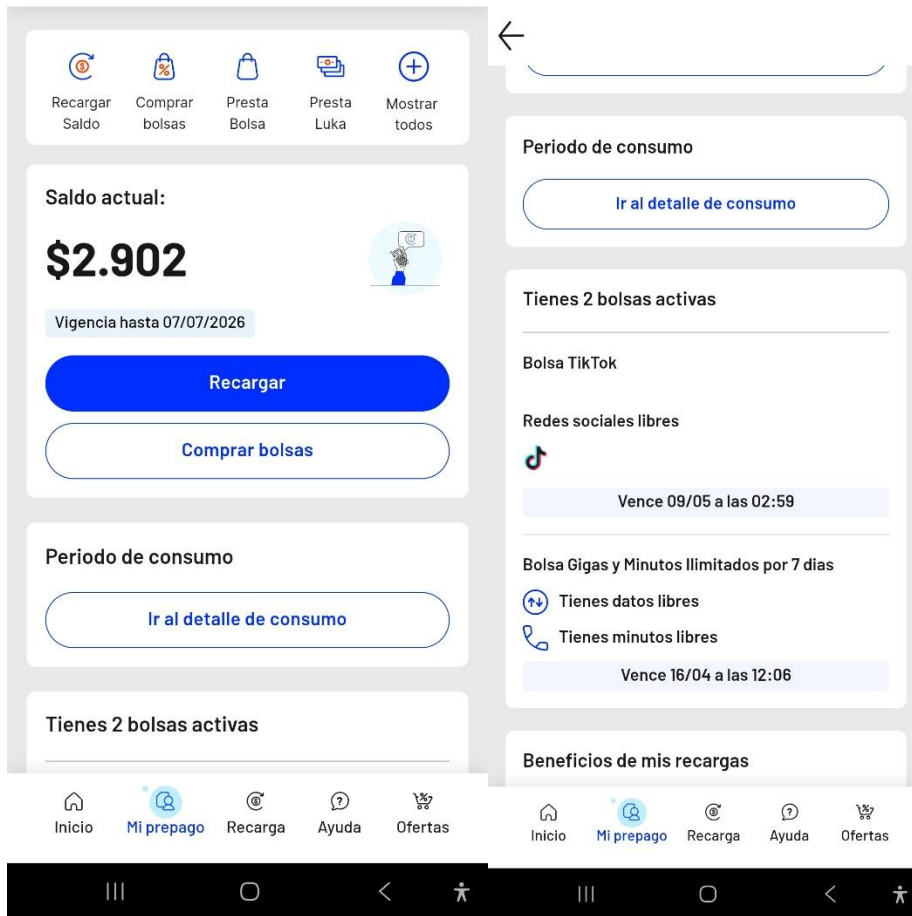 Recargar Saldo
Comprar bolsas
Presta Bolsa
Presta Luka
Mostrar todos
Saldo actual:
$2.902
Vigencia hasta 07/07/2026
Recargar
Comprar bolsas
Periodo de consumo
Ir al detalle de consumo
Tienes 2 bolsas activas
Inicio
Mi prepago
Recarga
Ayuda
Ofertas
Periodo de consumo
Ir al detalle de consumo
Tienes 2 bolsas activas
Bolsa TikTok
Redes sociales libres
Vence 09/05 a las 02:59
Bolsa Gigas y Minutos Ilimitados por 7 dias
Tienes datos libres
Tienes minutos libres
Vence 16/04 a las 12:06
Beneficios de mis recargas
Inicio
Mi prepago
Recarga
Ayuda
Ofertas